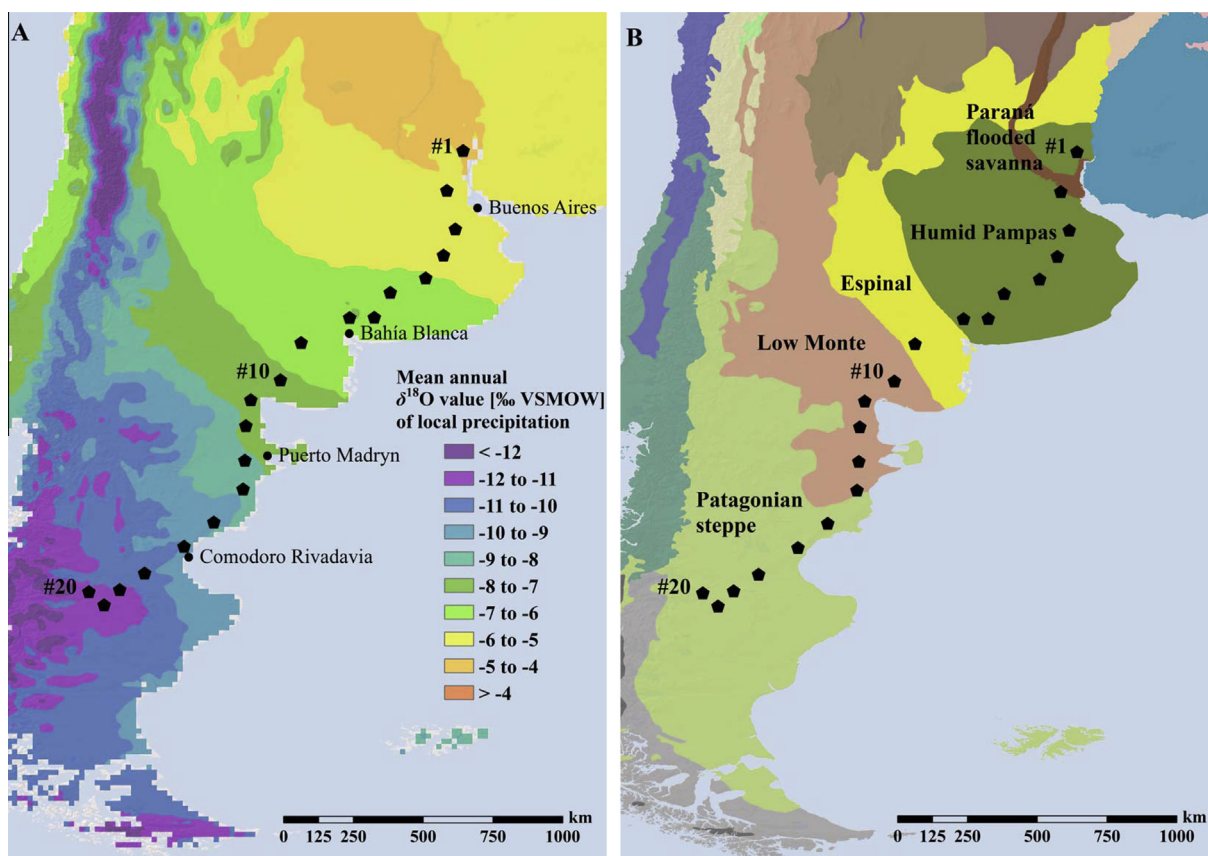 A
#1
Buenos Aires
Bahía Blanca
#10
Puerto Madryn
Comodoro Rivadavia
#20
Mean annual
δ18O value [‰ VSMOW]
of local precipitation
< -12
-12 to -11
-11 to -10
-10 to -9
-9 to -8
-8 to -7
-7 to -6
-6 to -5
-5 to -4
> -4
km
0 250 500 750 1000
B
Paraná
flooded
savanna
#1
Humid Pampas
Espinal
Low Monte
#10
Patagonian
steppe
#20
km
0 250 500 750 1000